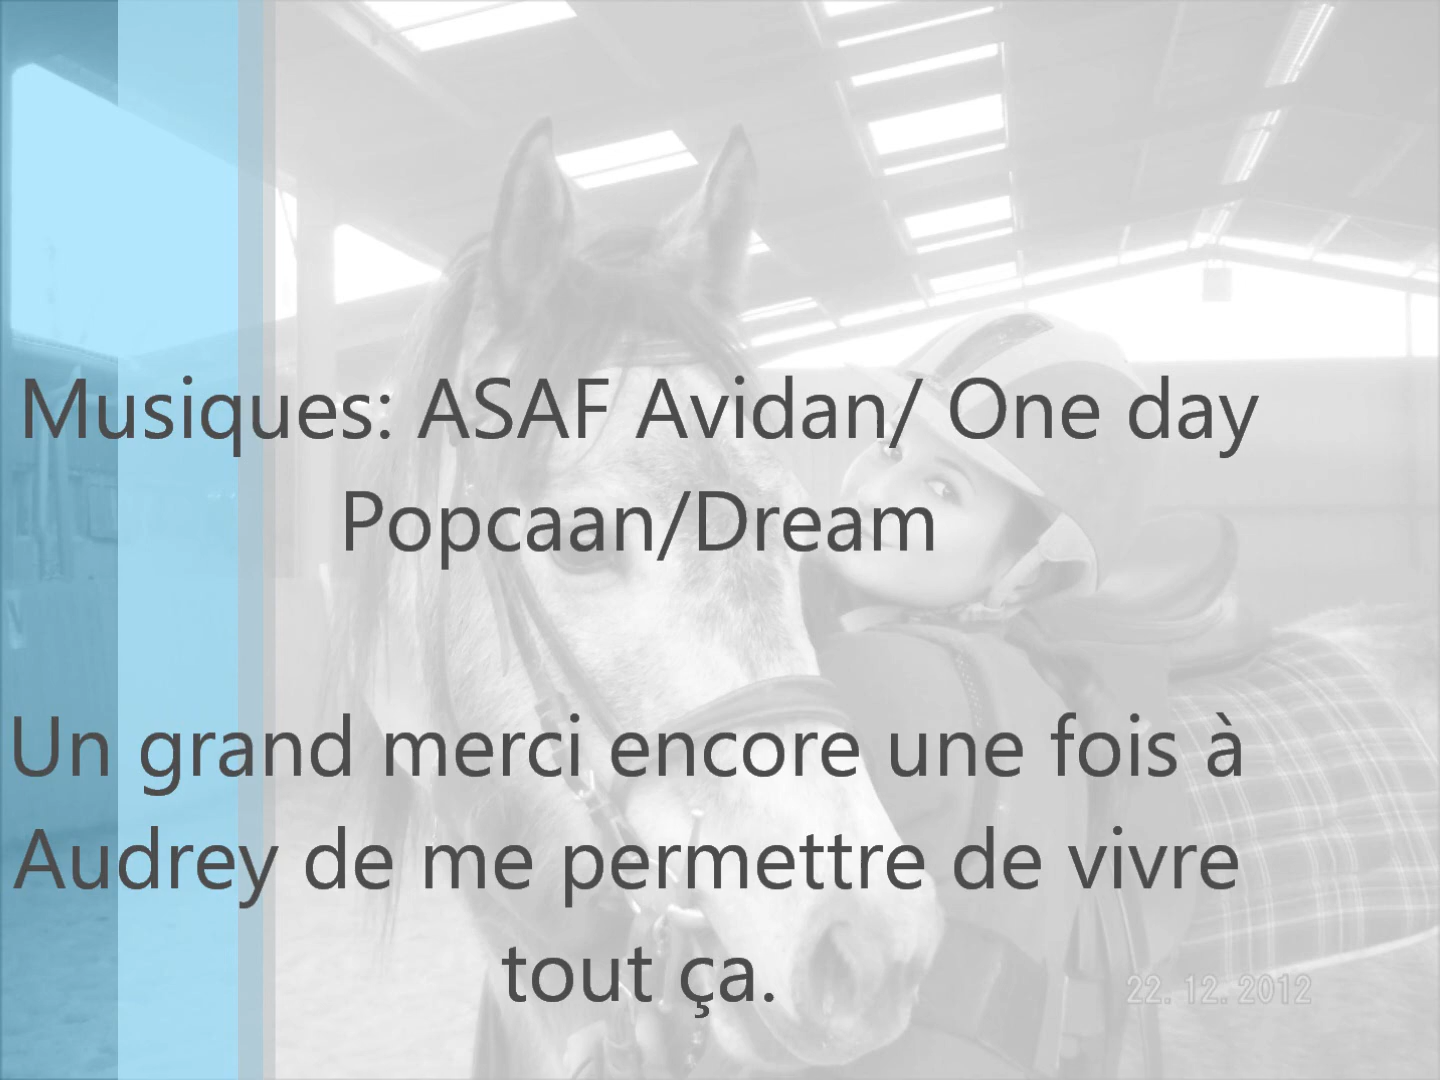 Musiques: ASAF Avidan/ One day
Popcaan/Dream
Un grand merci encore une fois à
Audrey de me permettre de vivre
tout ça.
22. 12. 2012